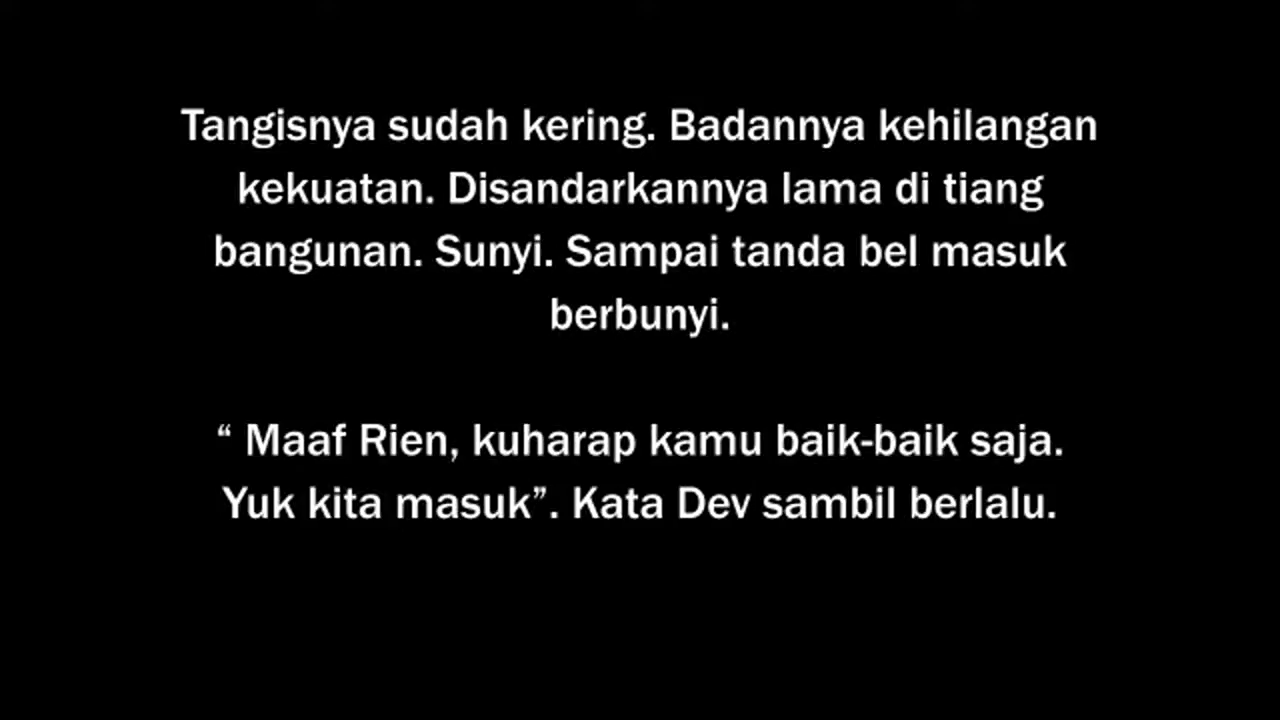 Tangisnya sudah kering. Badannya kehilangan
kekuatan. Disandarkannya lama di tiang
bangunan. Sunyi. Sampai tanda bel masuk
berbunyi.
“ Maaf Rien, kuharap kamu baik-baik saja.
Yuk kita masuk”. Kata Dev sambil berlalu.